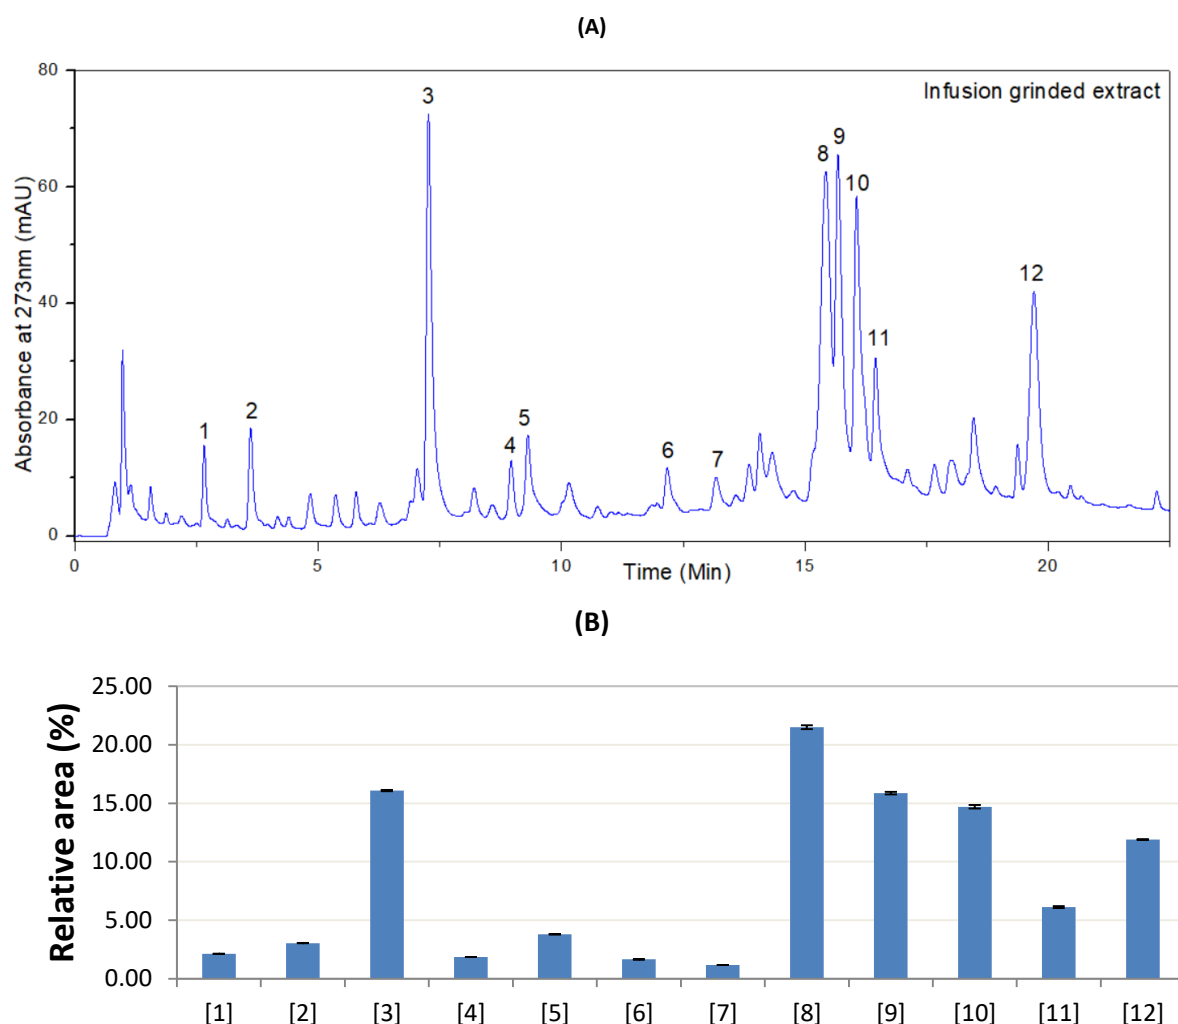 (A)
Infusion grinded extract
Absorbance at 273nm (mAU)
80
60
40
20
0
1
2
3
4
5
6
7
8
9
10
11
12
0 5 10 15 20
Time (Min)
(B)
Relative area (%)
25.00
20.00
15.00
10.00
5.00
0.00
[1] [2] [3] [4] [5] [6] [7] [8] [9] [10] [11] [12]